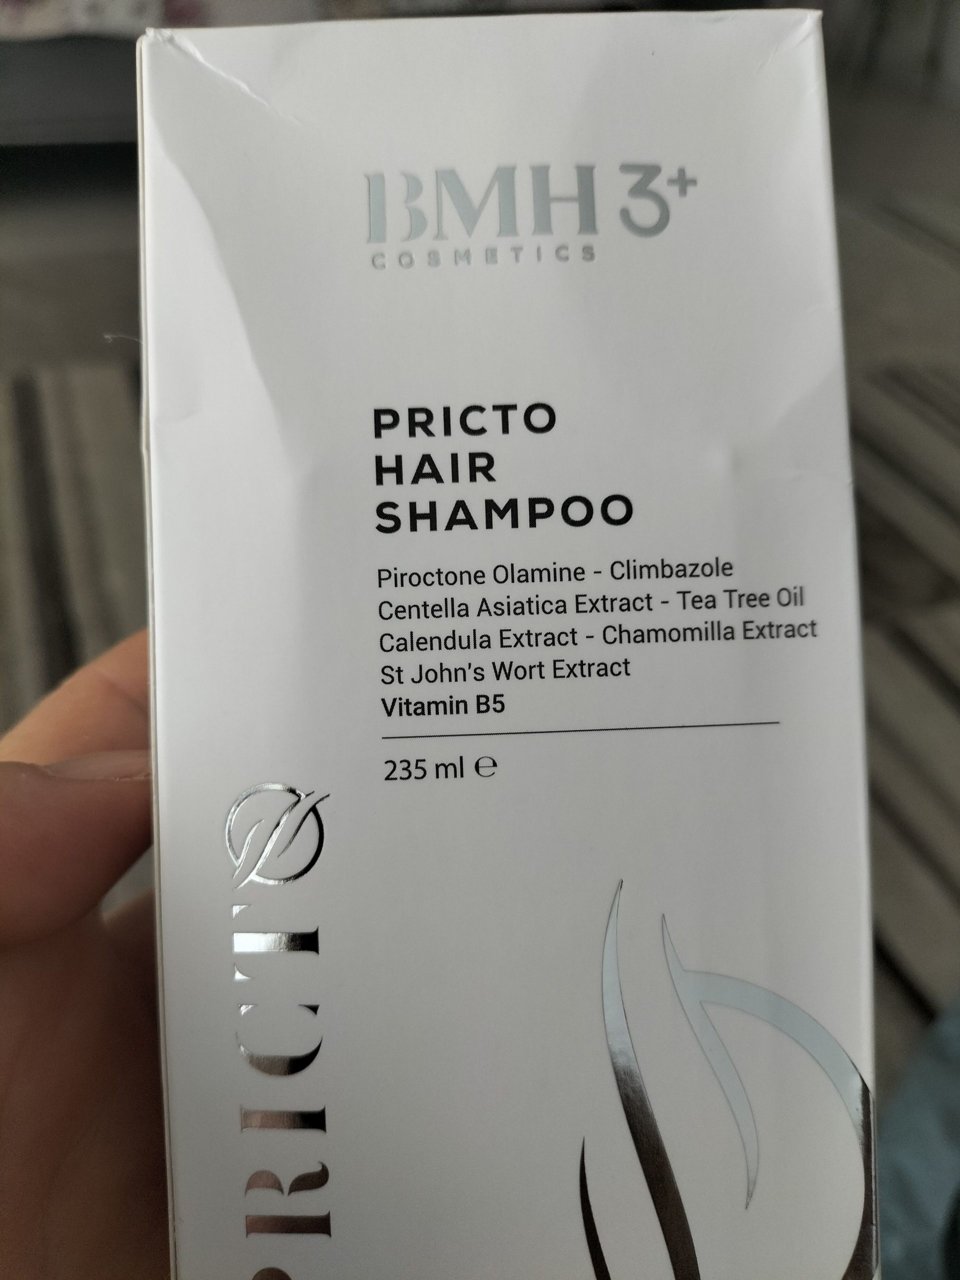 BMH 3+
COSMETICS
PRICTO
HAIR
SHAMPOO
Piroctone Olamine - Climbazole
Centella Asiatica Extract - Tea Tree Oil
Calendula Extract - Chamomilla Extract
St John's Wort Extract
Vitamin B5
235 ml ℮
PRICTO